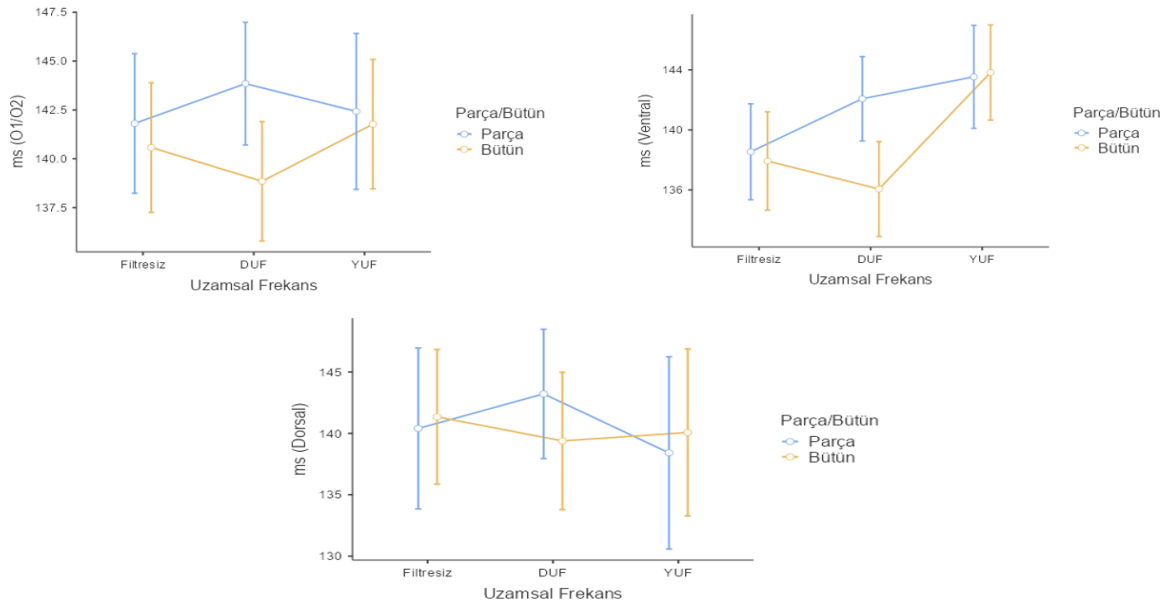 147.5
145.0
142.5
140.0
137.5
ms (O1/O2)
Filtresiz DUF YUF
Uzamsal Frekans
Parça/Bütün
Parça
Bütün
144
140
136
ms (Ventral)
Filtresiz DUF YUF
Uzamsal Frekans
Parça/Bütün
Parça
Bütün
145
140
135
130
ms (Dorsal)
Filtresiz DUF YUF
Uzamsal Frekans
Parça/Bütün
Parça
Bütün